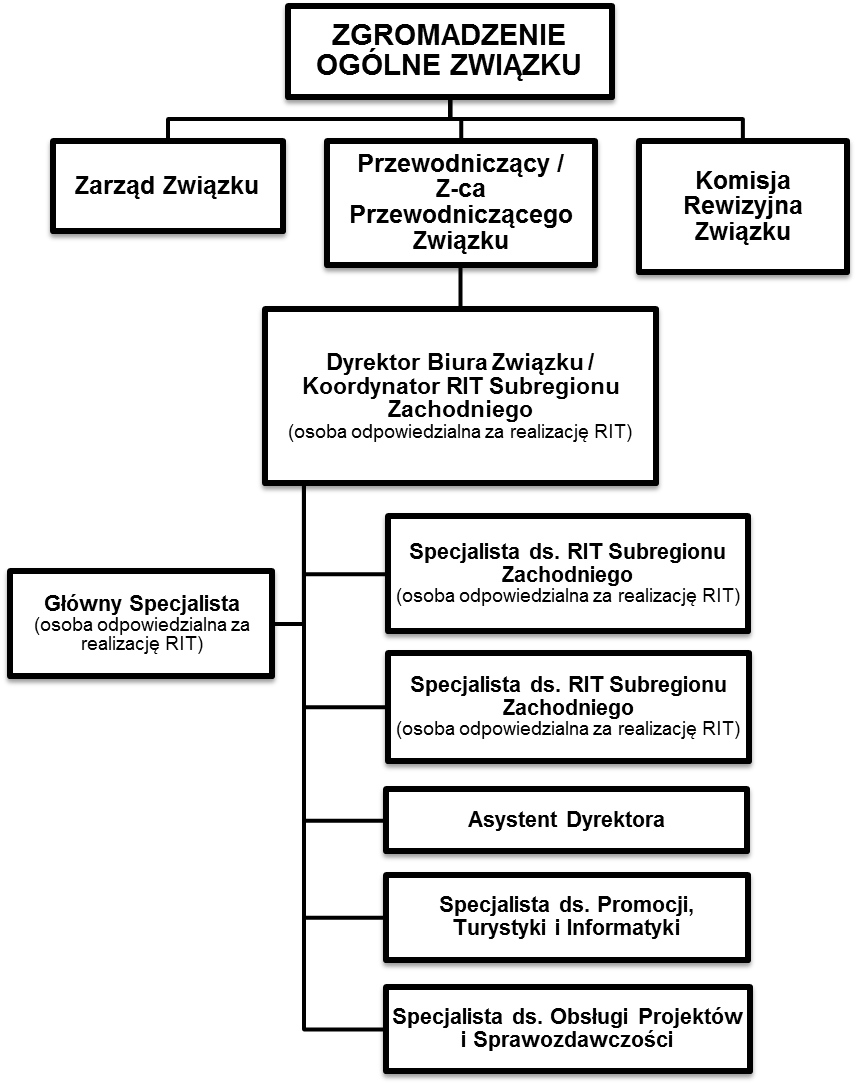 ZGROMADZENIE
OGÓLNE ZWIĄZKU
Zarząd Związku
Przewodniczący /
Z-ca
Przewodniczącego
Związku
Komisja
Rewizyjna
Związku
Dyrektor Biura Związku /
Koordynator RIT Subregionu
Zachodniego
(osoba odpowiedzialna za realizację RIT)
Główny Specjalista
(osoba odpowiedzialna za
realizację RIT)
Specjalista ds. RIT Subregionu
Zachodniego
(osoba odpowiedzialna za realizację RIT)
Specjalista ds. RIT Subregionu
Zachodniego
(osoba odpowiedzialna za realizację RIT)
Asystent Dyrektora
Specjalista ds. Promocji,
Turystyki i Informatyki
Specjalista ds. Obsługi Projektów
i Sprawozdawczości